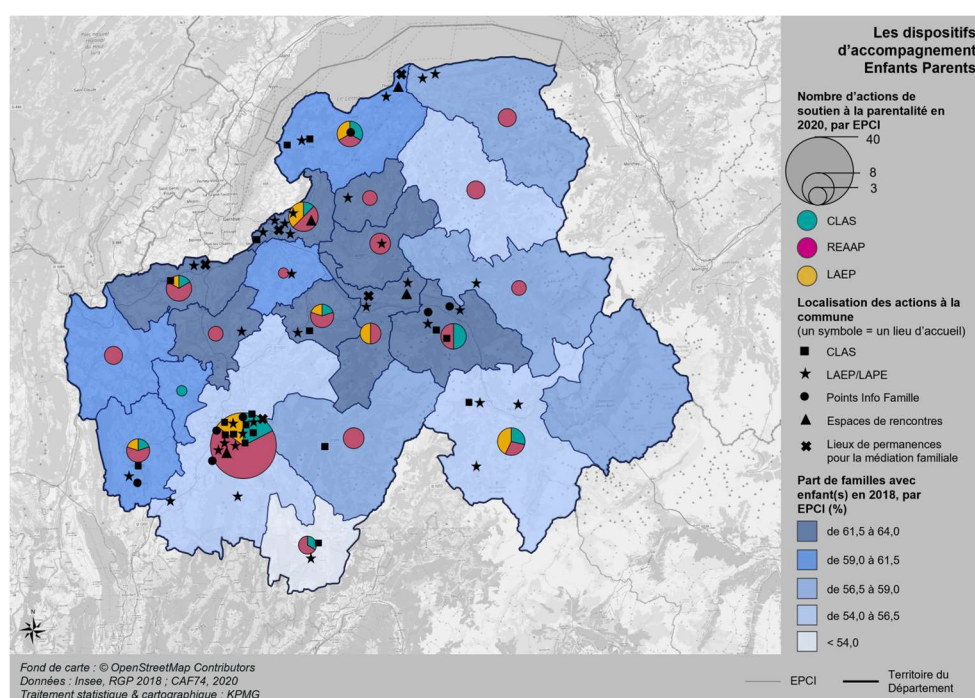 Les dispositifs
d'accompagnement
Enfants Parents
Nombre d'actions de
soutien à la parentalité en
2020, par EPCI
40
8
3
CLAS
REAAP
LAEP
Localisation des actions à la
commune
(un symbole = un lieu d'accueil)
CLAS
LAEP/LAPE
Points Info Famille
Espaces de rencontres
Lieux de permanences
pour la médiation familiale
Part de familles avec
enfant(s) en 2018, par
EPCI (%)
de 61,5 à 64,0
de 59,0 à 61,5
de 56,5 à 59,0
de 54,0 à 56,5
< 54,0
N
Fond de carte : © OpenStreetMap Contributors
Données : Insee, RGP 2018 ; CAF74, 2020
Traitement statistique & cartographique : KPMG
EPCI
Territoire du
Département